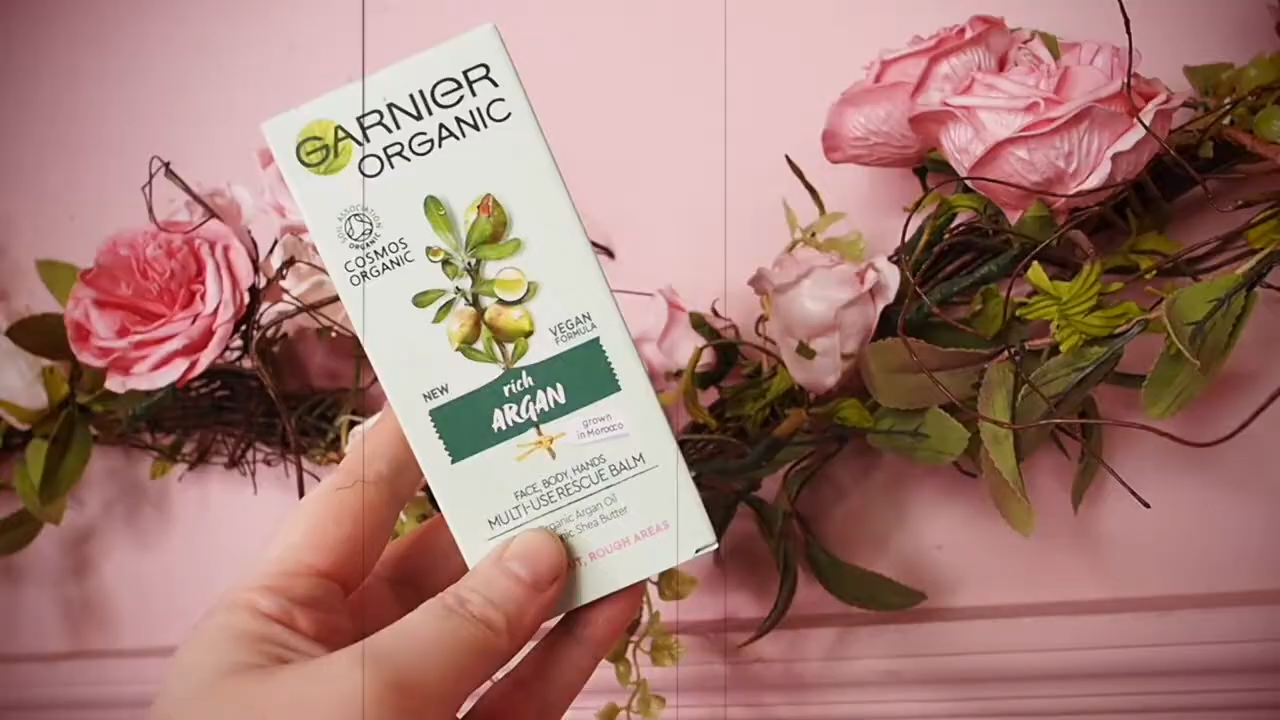 GARNIER
ORGANIC
SOIL ASSOCIATION
ORGANIC
COSMOS
ORGANIC
VEGAN
FORMULA
NEW
rich
ARGAN
grown
in Morocco
FACE, BODY, HANDS
MULTI-USE RESCUE BALM
Argan Oil
Shea Butter
ROUGH AREAS